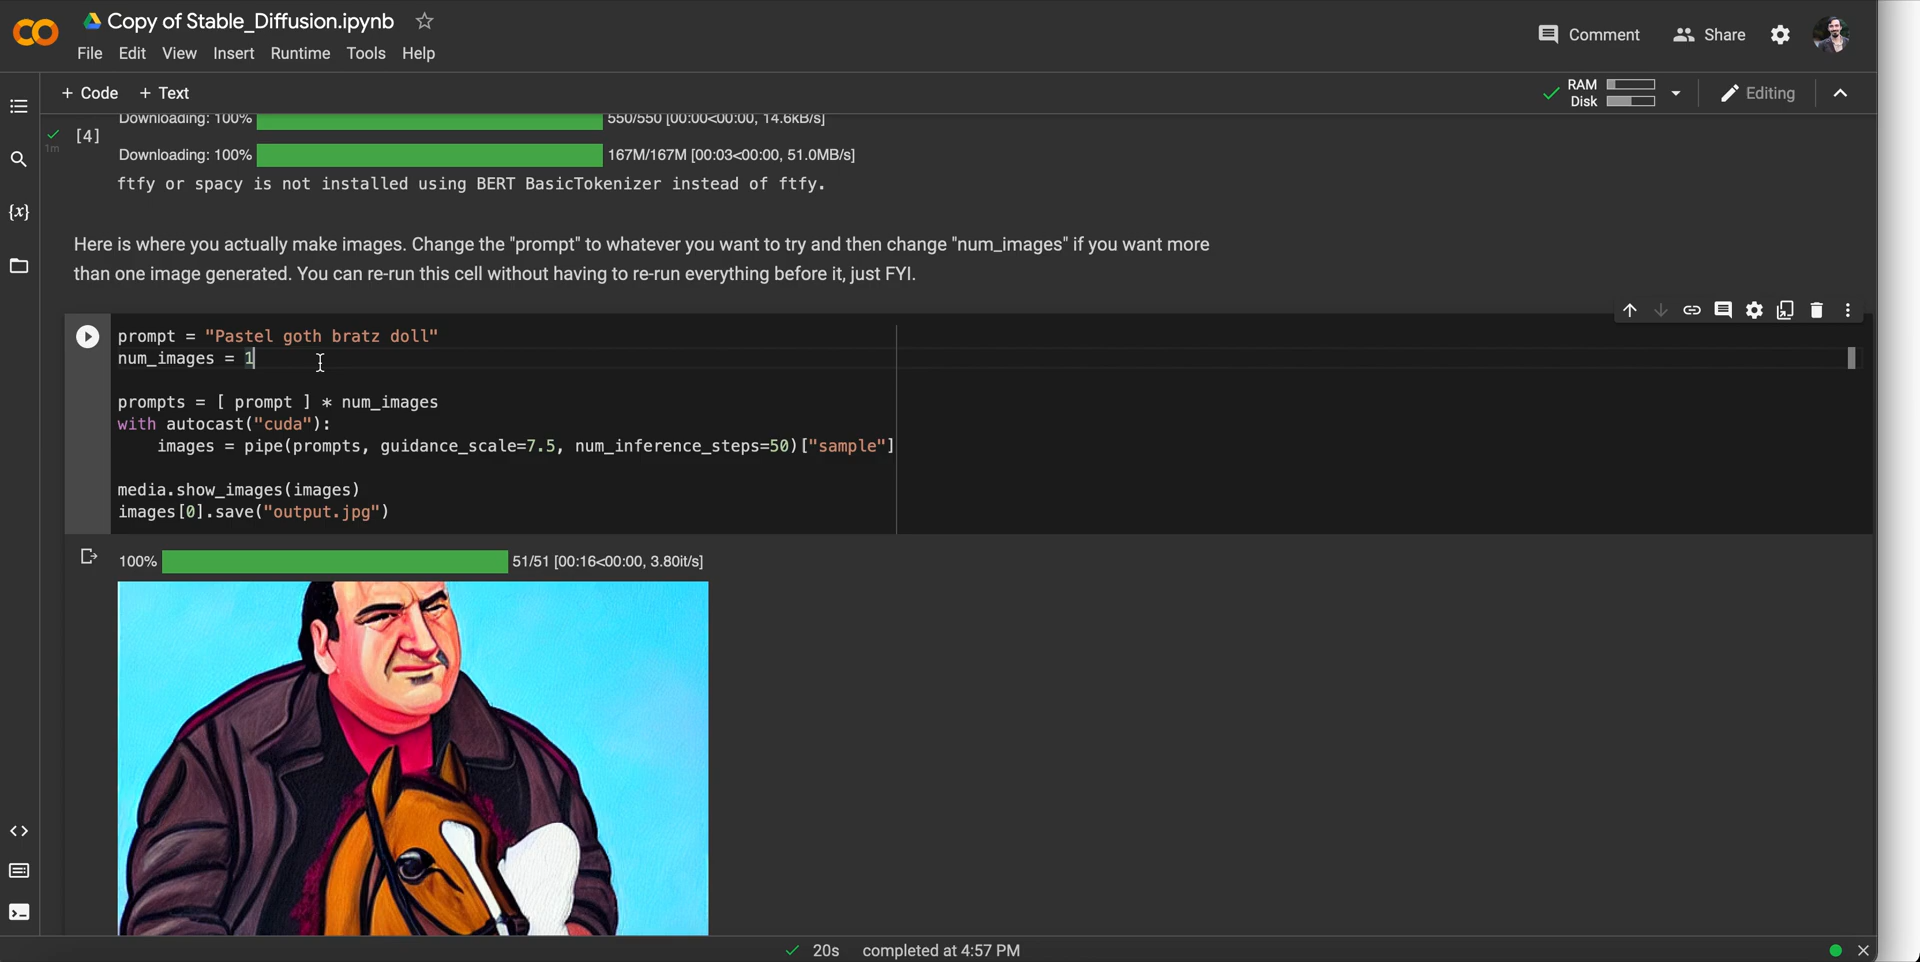 Copy of Stable_Diffusion.ipynb
Comment
Share
File Edit View Insert Runtime Tools Help
+ Code + Text
RAM
Disk
Editing
Downloading: 100% 550/550 [00:00<00:00, 14.6kB/s]
[4]
1m
Downloading: 100% 167M/167M [00:03<00:00, 51.0MB/s]
ftfy or spacy is not installed using BERT BasicTokenizer instead of ftfy.
{x}
Here is where you actually make images. Change the "prompt" to whatever you want to try and then change "num_images" if you want more
than one image generated. You can re-run this cell without having to re-run everything before it, just FYI.
prompt = "Pastel goth bratz doll"
num_images = 1
prompts = [ prompt ] * num_images
with autocast("cuda"):
images = pipe(prompts, guidance_scale=7.5, num_inference_steps=50)["sample"]
media.show_images(images)
images[0].save("output.jpg")
100% 51/51 [00:16<00:00, 3.80it/s]
20s completed at 4:57 PM